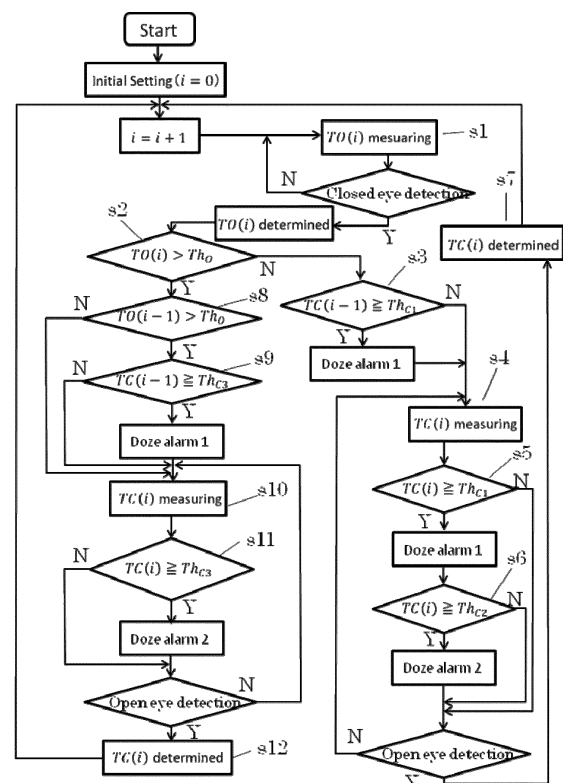 Start
Initial Setting (i = 0)
i = i + 1
TO(i) mesuaring
s1
N
Closed eye detection
Y
s7
TC(i) determined
s2
TO(i) determined
TO(i) > Th_O
N
Y
s3
TC(i−1) ≧ Th_C1
N
Y
Doze alarm 1
s8
N
TO(i−1) > Th_O
Y
s9
N
TC(i−1) ≧ Th_C3
Y
Doze alarm 1
s4
TC(i) measuring
s5
TC(i) ≧ Th_C1
N
Y
Doze alarm 1
s6
TC(i) ≧ Th_C2
N
Y
Doze alarm 2
N
Open eye detection
Y
TC(i) measuring
s10
s11
N
TC(i) ≧ Th_C3
Y
Doze alarm 2
Open eye detection
N
Y
TC(i) determined
s12